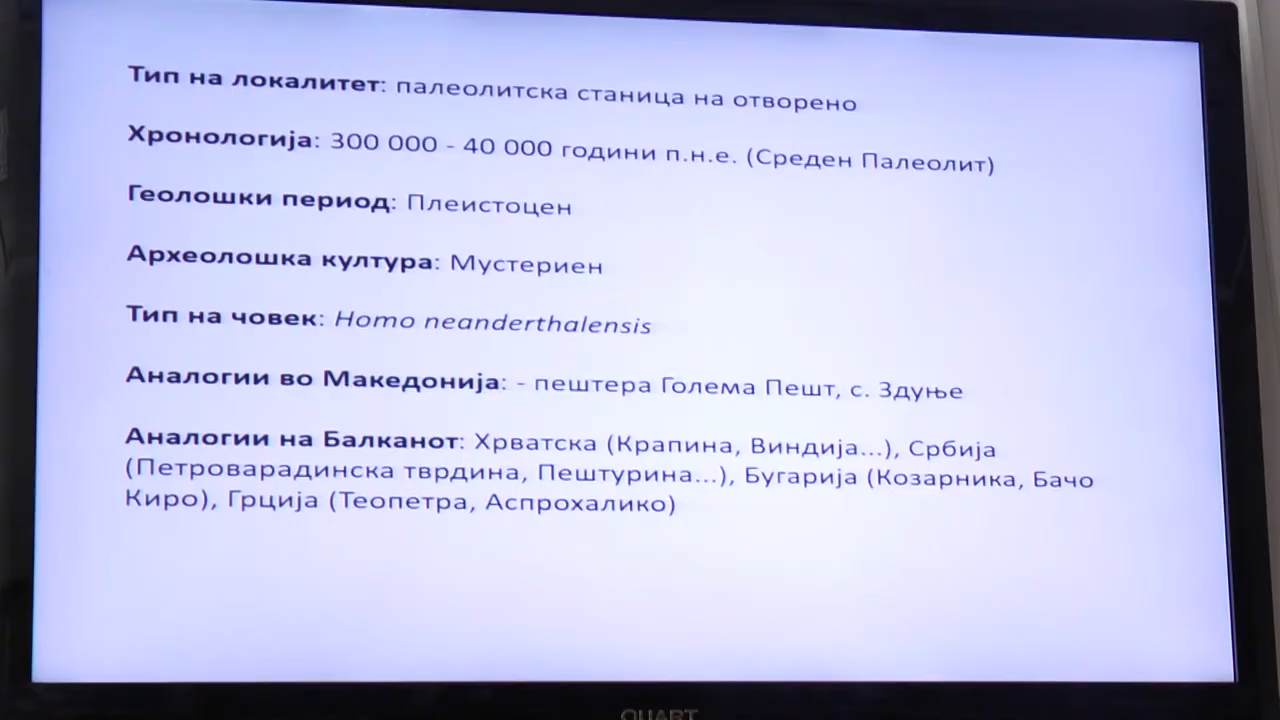 Тип на локалитет: палеолитска станица на отворено
Хронологија: 300 000 - 40 000 години п.н.е. (Среден Палеолит)
Геолошки период: Плеистоцен
Археолошка култура: Мустериен
Тип на човек: Homo neanderthalensis
Аналогии во Македонија: - пештера Голема Пешт, с. Здуње
Аналогии на Балканот: Хрватска (Крапина, Виндија...), Србија
(Петроварадинска тврдина, Пештурина...), Бугарија (Козарника, Бачо
Киро), Грција (Теопетра, Аспрохалико)